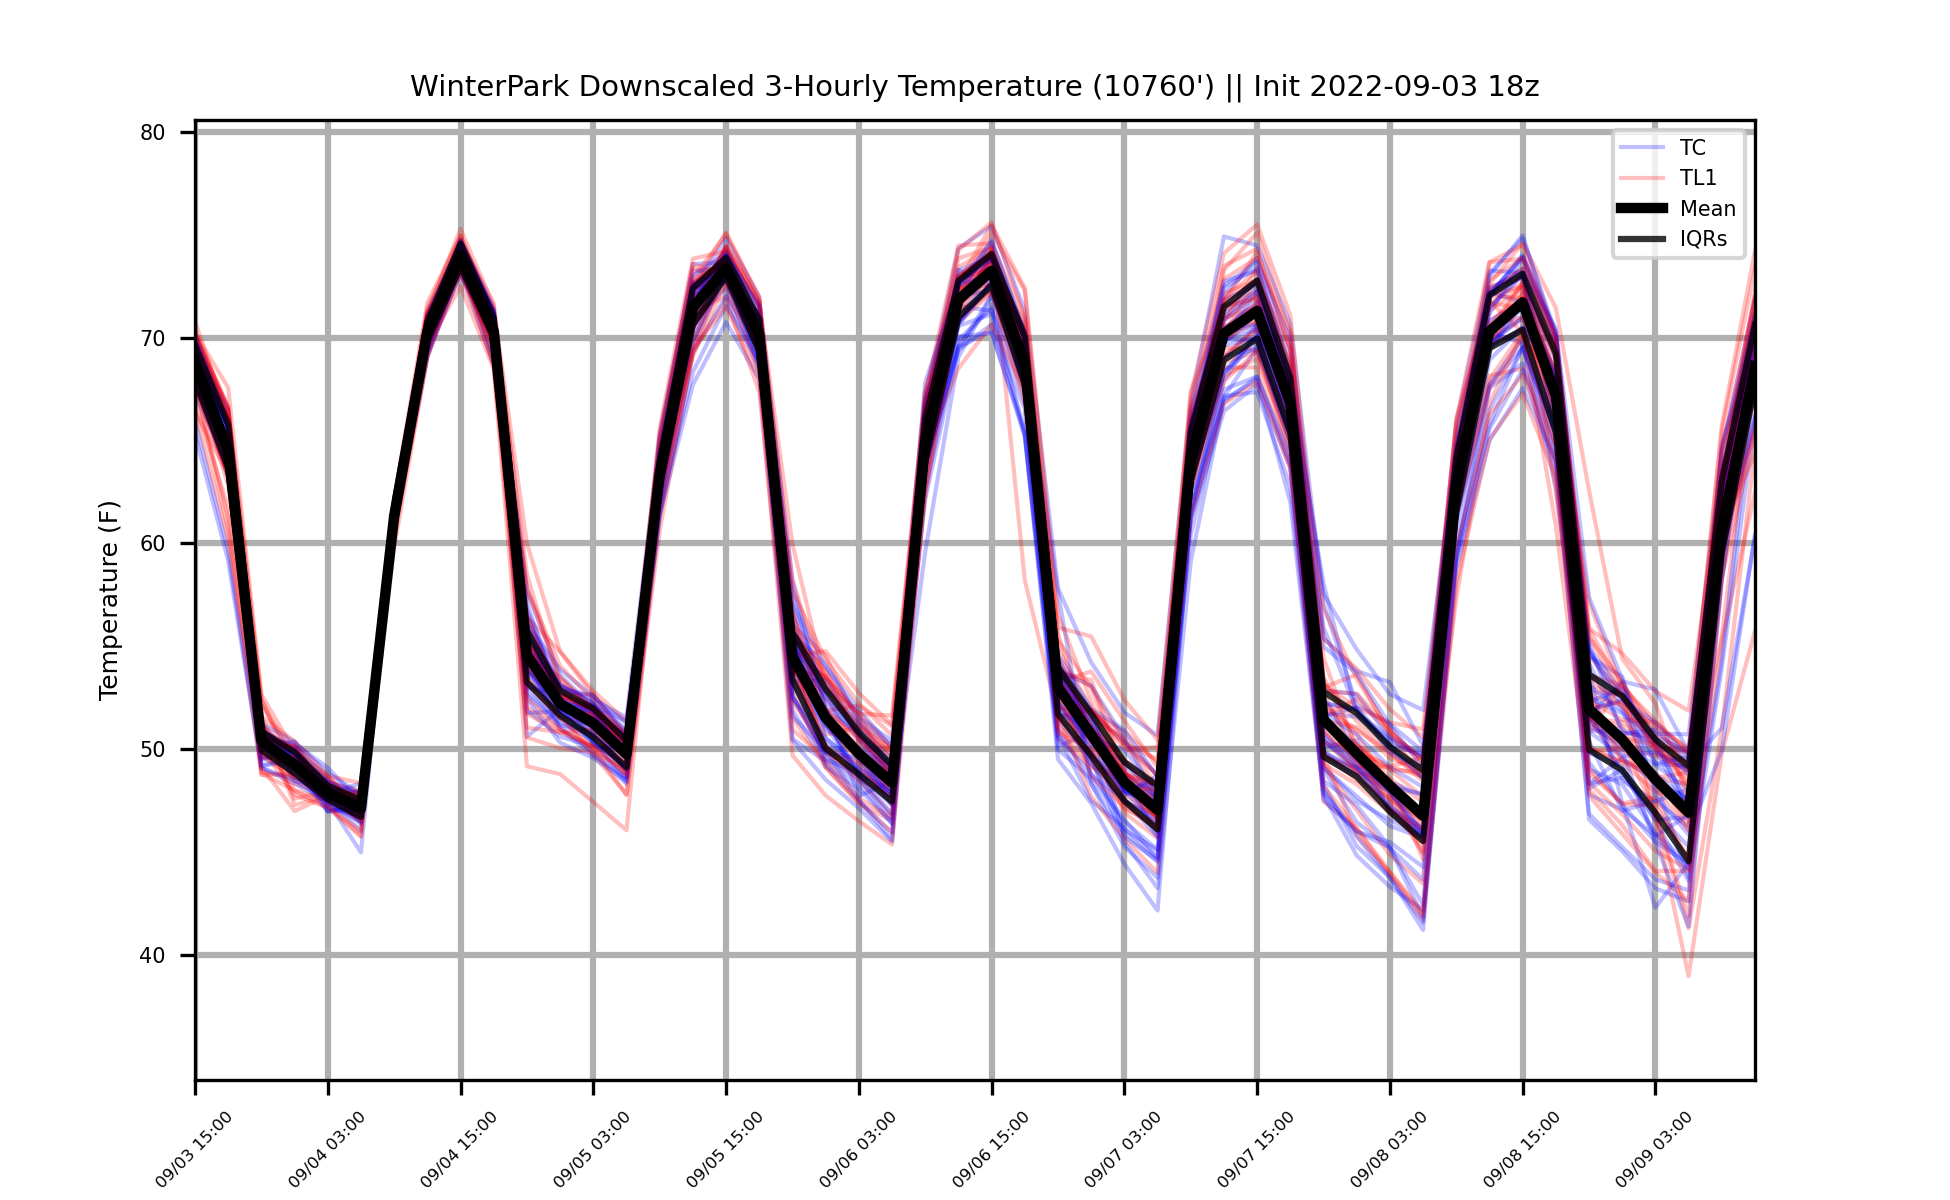 WinterPark Downscaled 3-Hourly Temperature (10760') || Init 2022-09-03 18z
80
70
60
50
40
Temperature (F)
TC
TL1
Mean
IQRs
09/03 15:00
09/04 03:00
09/04 15:00
09/05 03:00
09/05 15:00
09/06 03:00
09/06 15:00
09/07 03:00
09/07 15:00
09/08 03:00
09/08 15:00
09/09 03:00